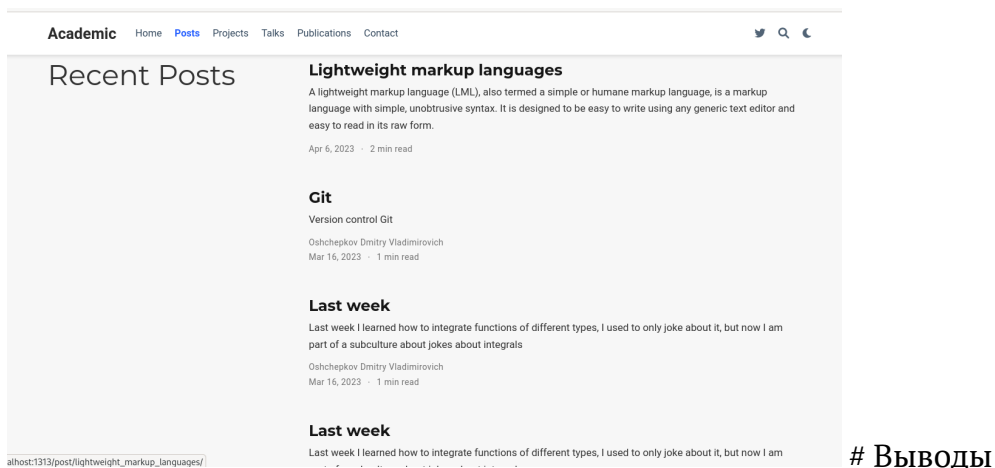 Academic Home Posts Projects Talks Publications Contact
Recent Posts
Lightweight markup languages
A lightweight markup language (LML), also termed a simple or humane markup language, is a markup
language with simple, unobtrusive syntax. It is designed to be easy to write using any generic text editor and
easy to read in its raw form.
Apr 6, 2023 · 2 min read
Git
Version control Git
Oshchepkov Dmitry Vladimirovich
Mar 16, 2023 · 1 min read
Last week
Last week I learned how to integrate functions of different types, I used to only joke about it, but now I am
part of a subculture about jokes about integrals
Oshchepkov Dmitry Vladimirovich
Mar 16, 2023 · 1 min read
Last week
Last week I learned how to integrate functions of different types, I used to only joke about it, but now I am
alhost:1313/post/lightweight_markup_languages/
# Выводы